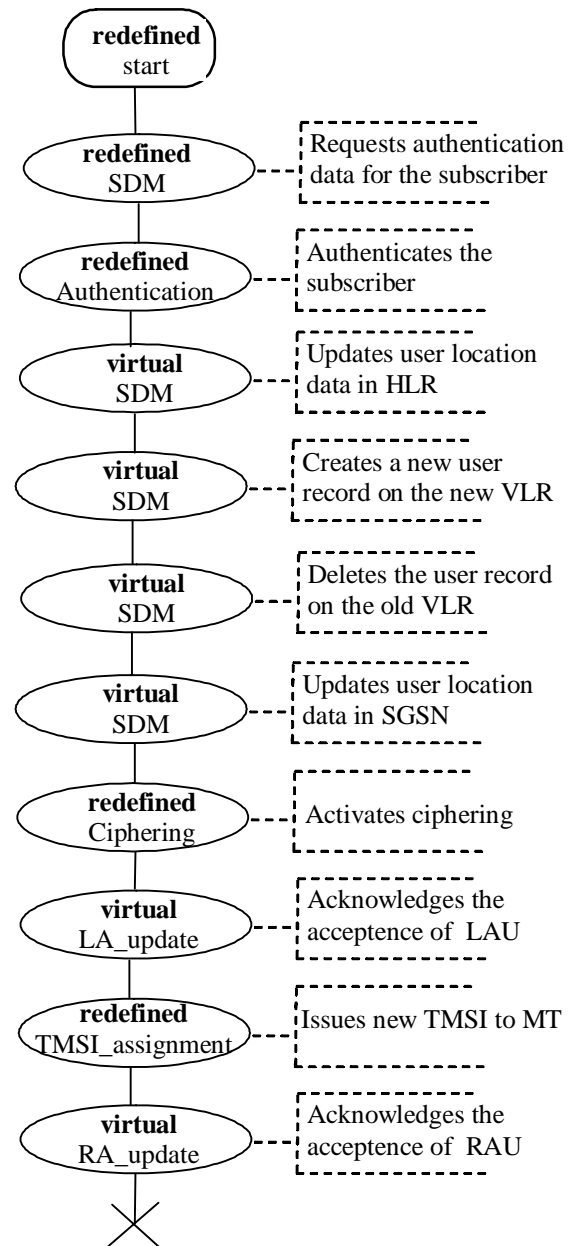 redefined
start
redefined
SDM
Requests authentication
data for the subscriber
redefined
Authentication
Authenticates the
subscriber
virtual
SDM
Updates user location
data in HLR
virtual
SDM
Creates a new user
record on the new VLR
virtual
SDM
Deletes the user record
on the old VLR
virtual
SDM
Updates user location
data in SGSN
redefined
Ciphering
Activates ciphering
virtual
LA_update
Acknowledges the
acceptence of LAU
redefined
TMSI_assignment
Issues new TMSI to MT
virtual
RA_update
Acknowledges the
acceptence of RAU